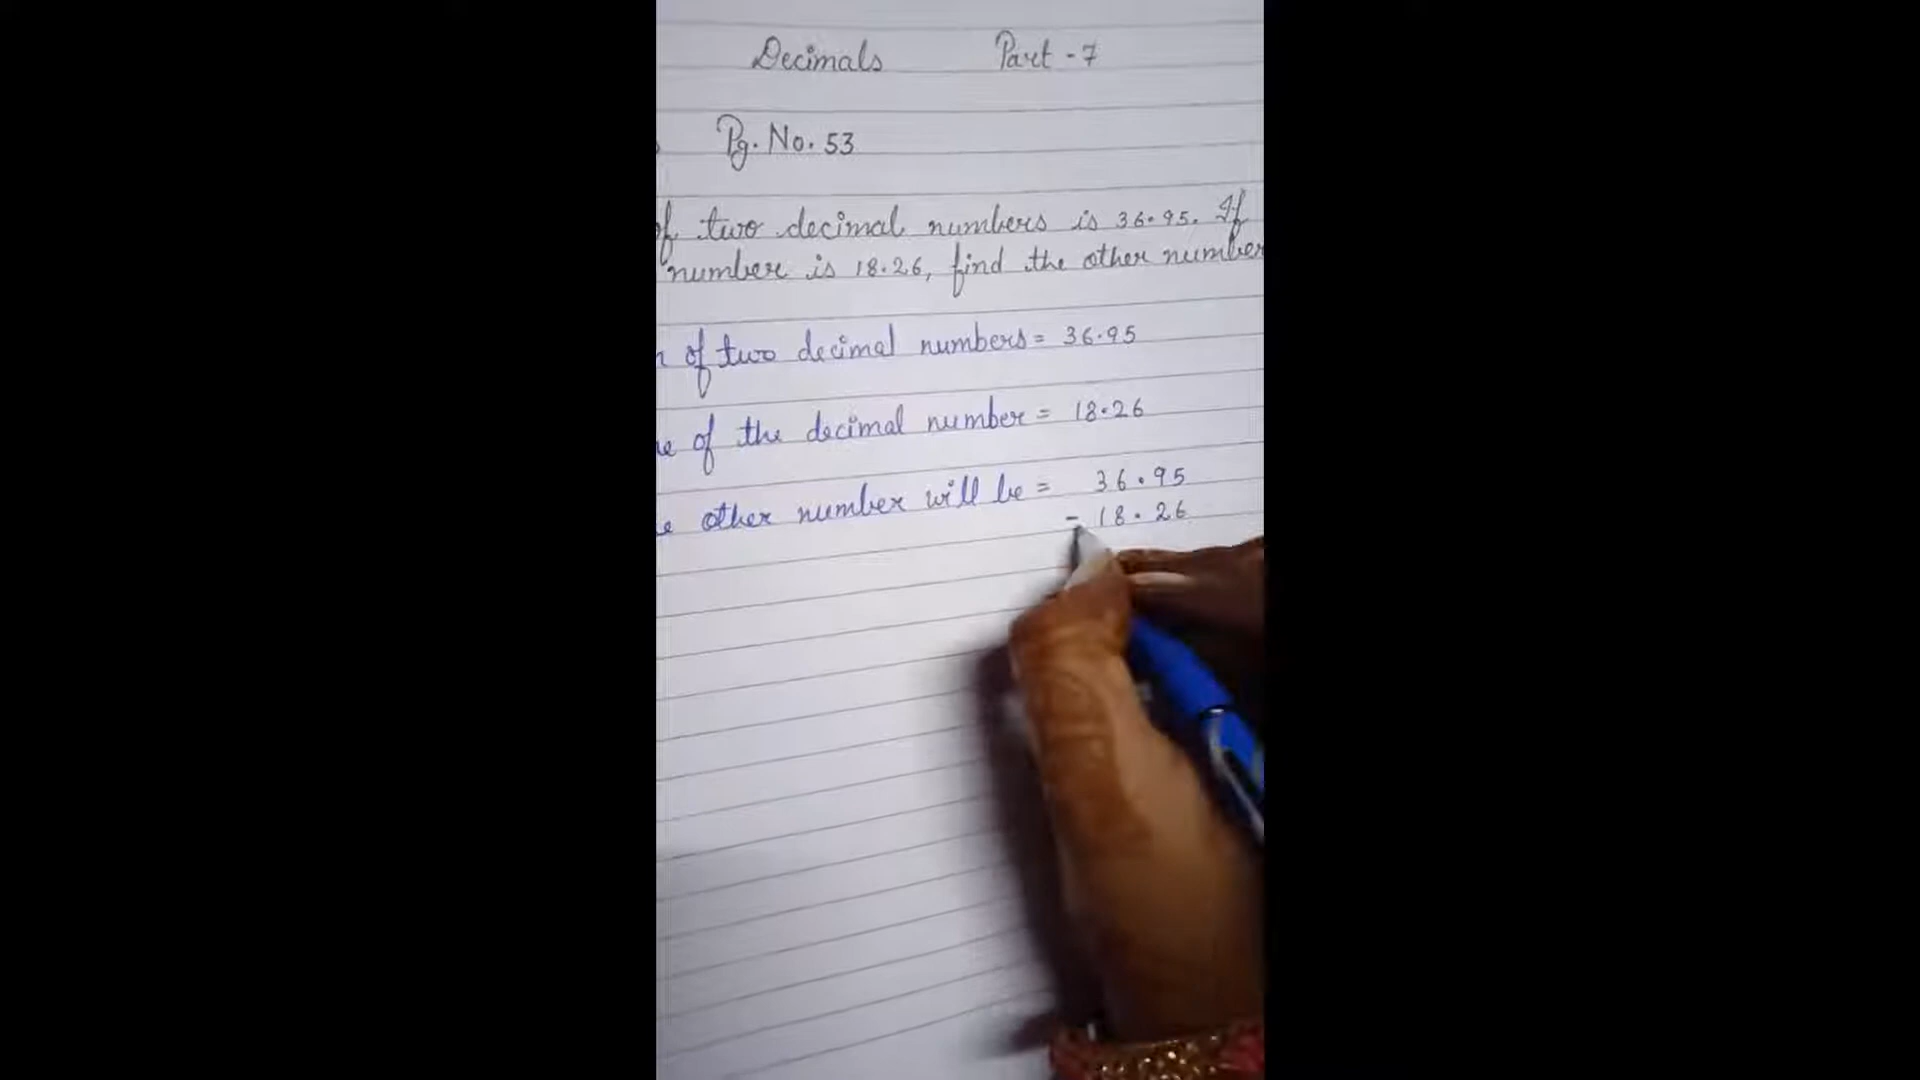 Decimals Part - 7
Pg. No. 53
of two decimal numbers is 36.95. If
number is 18.26, find the other number
of two decimal numbers = 36.95
of the decimal number = 18.26
other number will be = 36.95
- 18.26